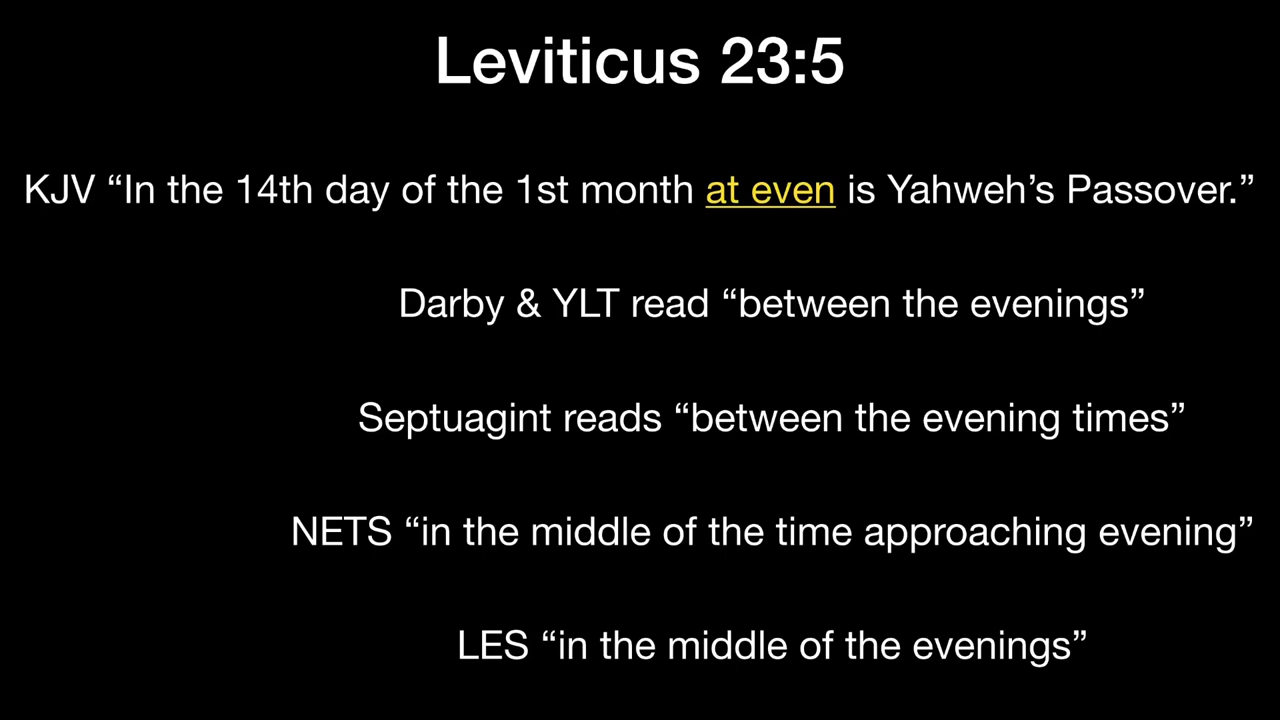 Leviticus 23:5
KJV “In the 14th day of the 1st month at even is Yahweh’s Passover.”
Darby & YLT read “between the evenings”
Septuagint reads “between the evening times”
NETS “in the middle of the time approaching evening”
LES “in the middle of the evenings”